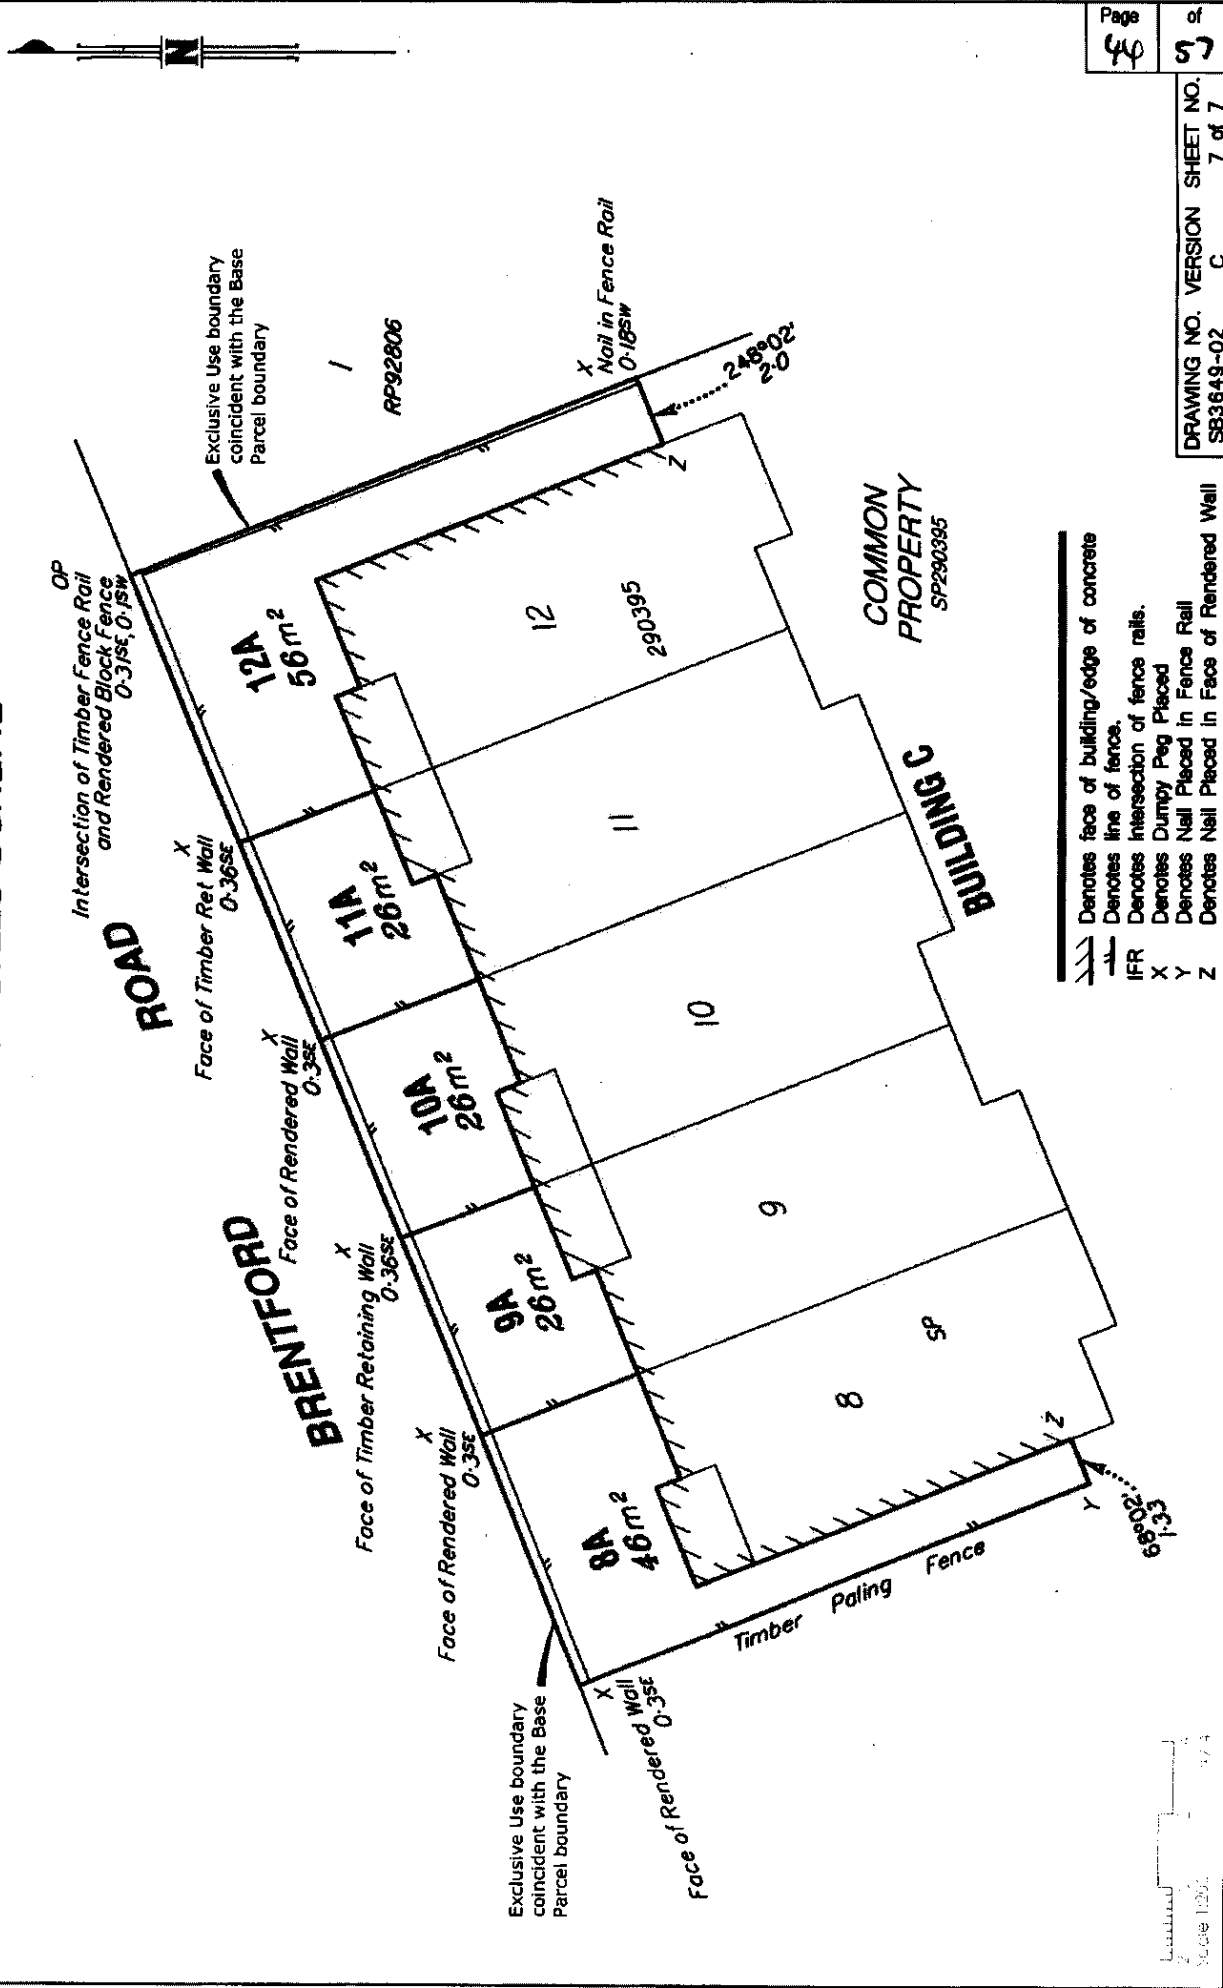 N
Page
44
of
57
DRAWING NO. VERSION SHEET NO.
SB3649-02 C 7 of 7
Exclusive Use boundary
coincident with the Base
Parcel boundary
1
RP92806
X
Nail in Fence Rail
0·18SW
248°02'
2·0
OP
Intersection of Timber Fence Rail
and Rendered Block Fence
0·31SE, 0·1SW
BRENTFORD ROAD
X
Face of Timber Ret Wall
0·36SE
X
Face of Rendered Wall
0·3SE
X
Face of Timber Retaining Wall
0·36SE
X
Face of Rendered Wall
0·3SE
Exclusive Use boundary
coincident with the Base
Parcel boundary
X
Face of Rendered Wall
0·3SE
12A
56m²
11A
26m²
10A
26m²
9A
26m²
8A
46m²
12
11
10
9
8
SP 290395
Z
Z
Y
68°02'
1·33
Timber Paling Fence
COMMON
PROPERTY
SP290395
BUILDING C
Denotes face of building/edge of concrete
Denotes line of fence.
IFR Denotes intersection of fence rails.
X Denotes Dumpy Peg Placed
Y Denotes Nail Placed in Fence Rail
Z Denotes Nail Placed in Face of Rendered Wall